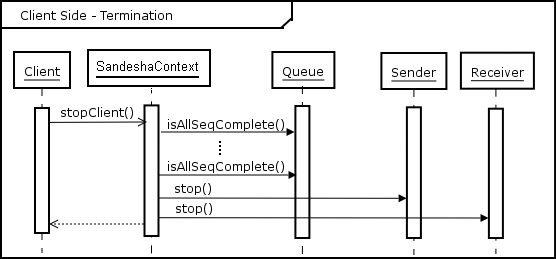 Client Side - Termination
Client
SandeshaContext
Queue
Sender
Receiver
stopClient()
isAllSeqComplete()
isAllSeqComplete()
stop()
stop()